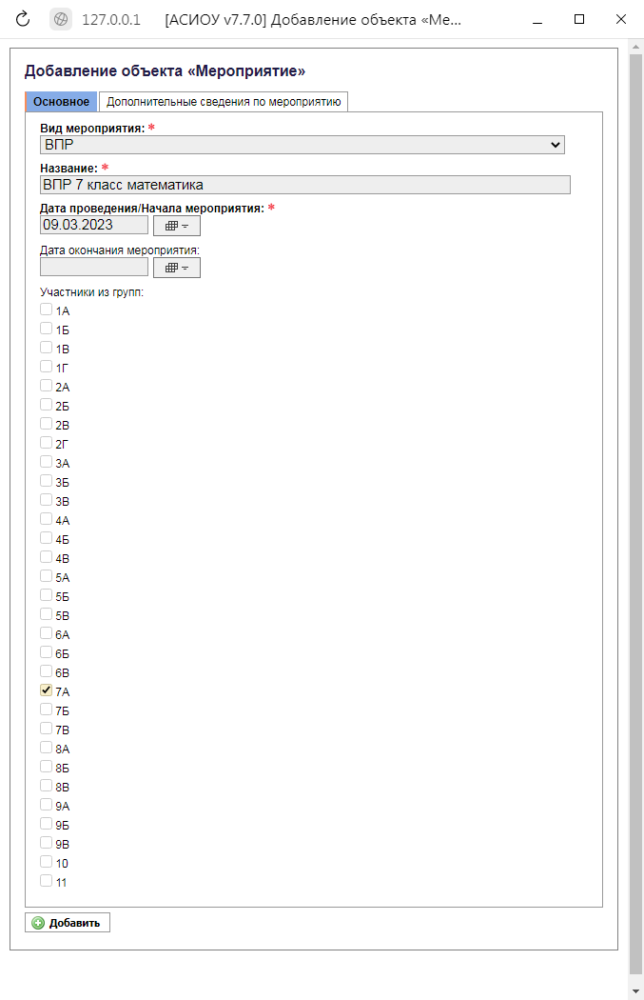 127.0.0.1 [АСИОУ v7.7.0] Добавление объекта «Ме...
Добавление объекта «Мероприятие»
Основное Дополнительные сведения по мероприятию
Вид мероприятия: *
ВПР
Название: *
ВПР 7 класс математика
Дата проведения/Начала мероприятия: *
09.03.2023
Дата окончания мероприятия:
Участники из групп:
1А
1Б
1В
1Г
2А
2Б
2В
2Г
3А
3Б
3В
4А
4Б
4В
5А
5Б
5В
6А
6Б
6В
7А
7Б
7В
8А
8Б
8В
9А
9Б
9В
10
11
Добавить